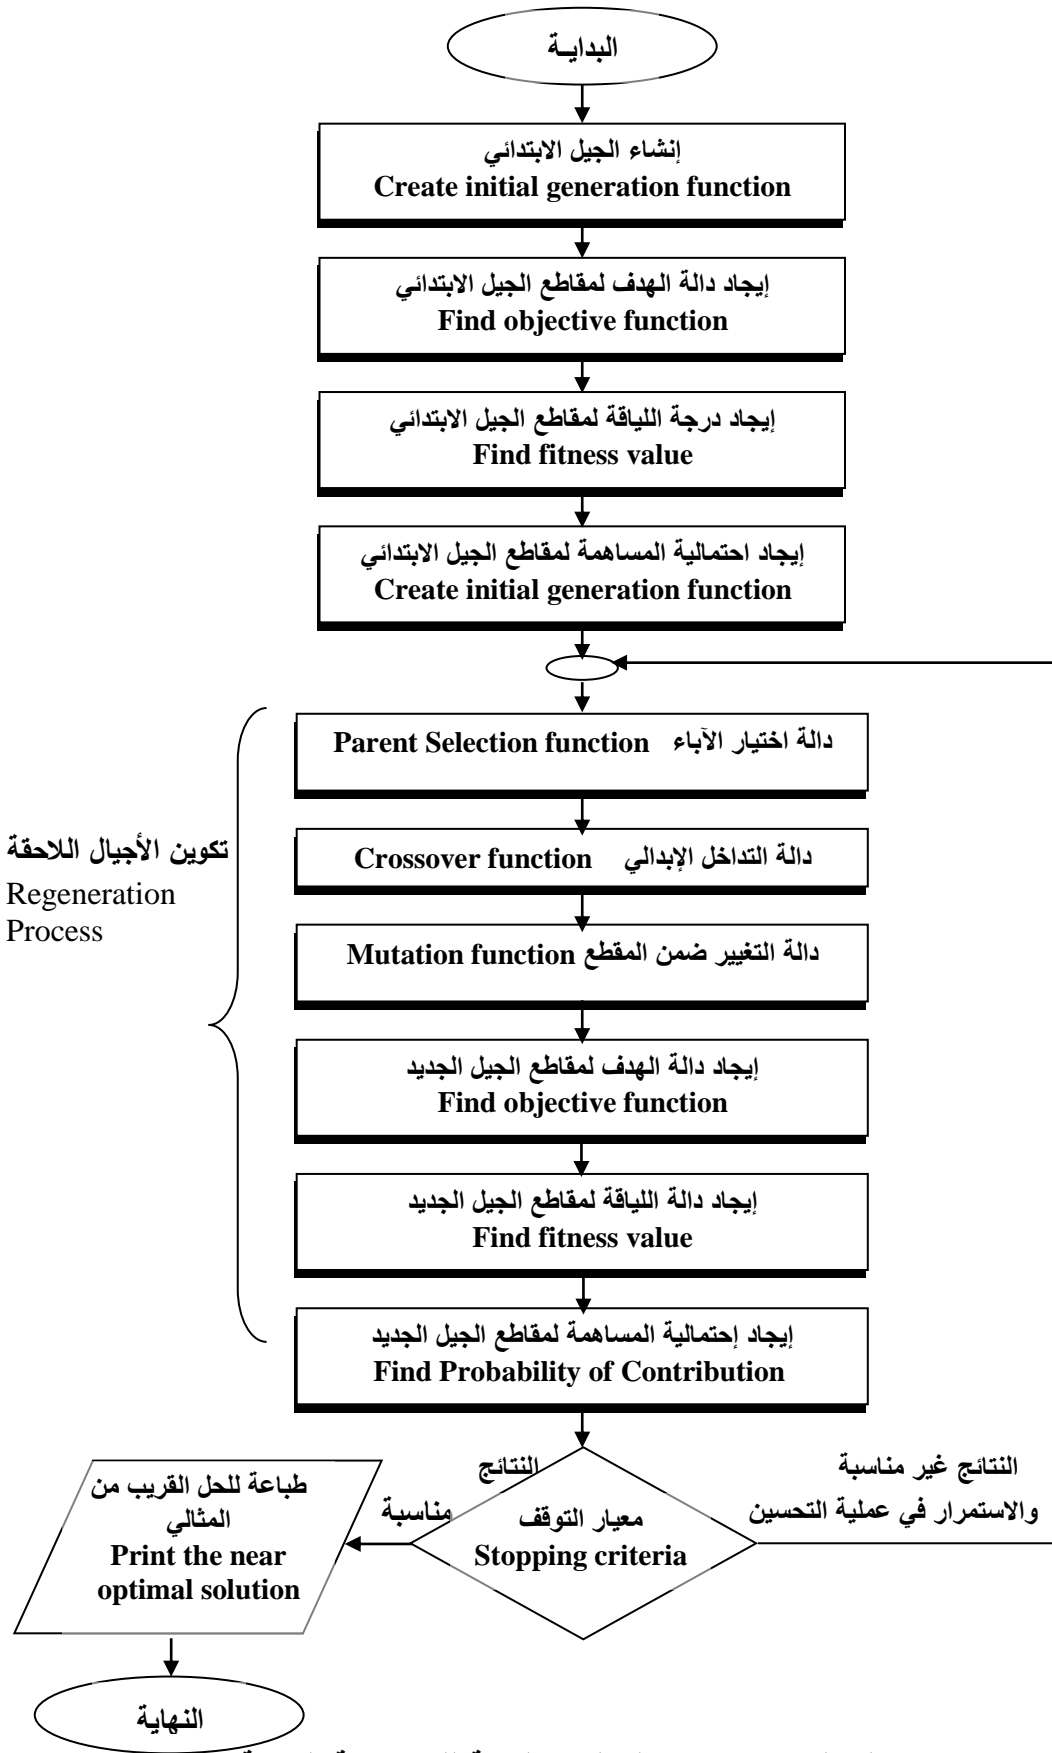 البدايــة
إنشاء الجيل الابتدائي
Create initial generation function
إيجاد دالة الهدف لمقاطع الجيل الابتدائي
Find objective function
إيجاد درجة اللياقة لمقاطع الجيل الابتدائي
Find fitness value
إيجاد احتمالية المساهمة لمقاطع الجيل الابتدائي
Create initial generation function
دالة اختيار الآباء Parent Selection function
دالة التداخل الإبدالي Crossover function
تكوين الأجيال اللاحقة
Regeneration
Process
دالة التغيير ضمن المقطع Mutation function
إيجاد دالة الهدف لمقاطع الجيل الجديد
Find objective function
إيجاد دالة اللياقة لمقاطع الجيل الجديد
Find fitness value
إيجاد إحتمالية المساهمة لمقاطع الجيل الجديد
Find Probability of Contribution
النتائج غير مناسبة
والاستمرار في عملية التحسين
النتائج
مناسبة
معيار التوقف
Stopping criteria
طباعة للحل القريب من
المثالي
Print the near
optimal solution
النهاية